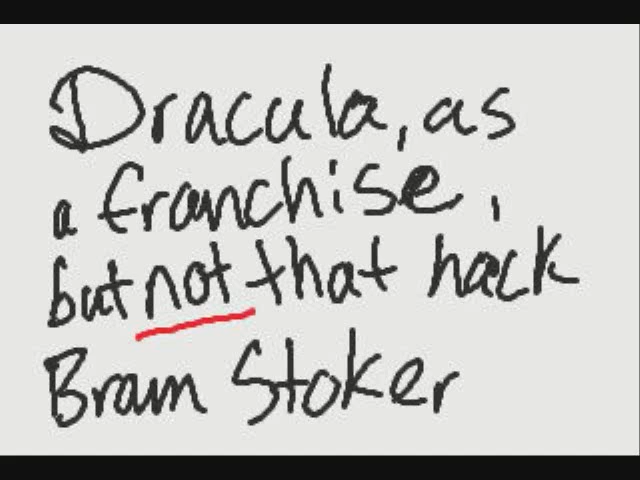 Dracula, as
a franchise,
but not that hack
Bram Stoker